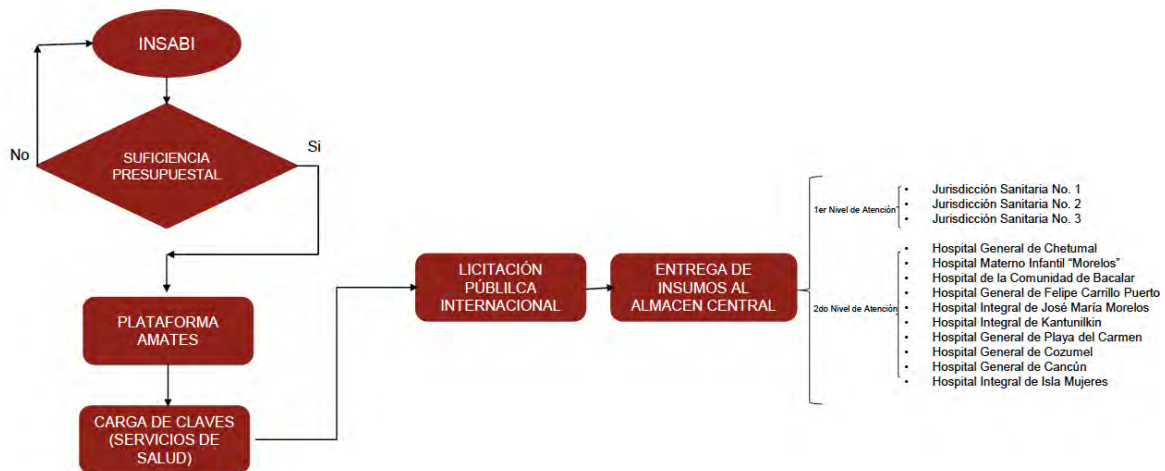 INSABI
No
SUFICIENCIA
PRESUPUESTAL
Si
PLATAFORMA
AMATES
CARGA DE CLAVES
(SERVICIOS DE
SALUD)
LICITACIÓN
PÚBLILCA
INTERNACIONAL
ENTREGA DE
INSUMOS AL
ALMACEN CENTRAL
1er Nivel de Atención
• Jurisdicción Sanitaria No. 1
• Jurisdicción Sanitaria No. 2
• Jurisdicción Sanitaria No. 3
2do Nivel de Atención
• Hospital General de Chetumal
• Hospital Materno Infantil “Morelos”
• Hospital de la Comunidad de Bacalar
• Hospital General de Felipe Carrillo Puerto
• Hospital Integral de José María Morelos
• Hospital Integral de Kantunilkin
• Hospital General de Playa del Carmen
• Hospital General de Cozumel
• Hospital General de Cancún
• Hospital Integral de Isla Mujeres